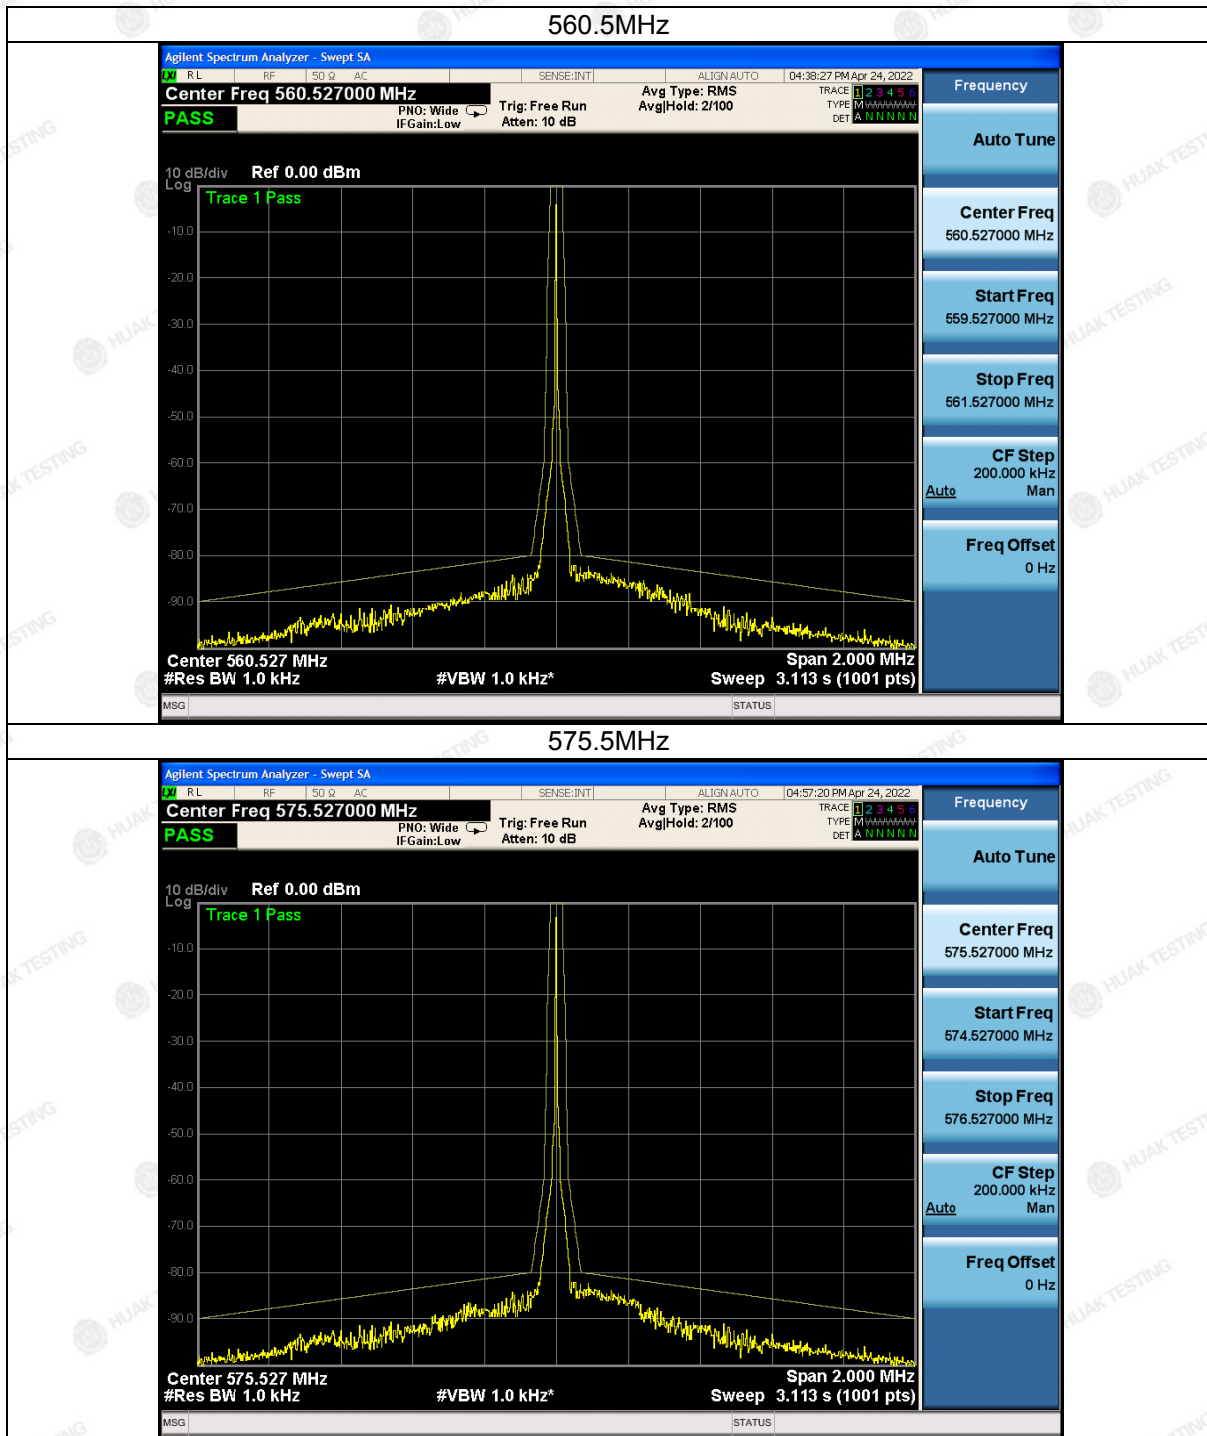 560.5MHz
Agilent Spectrum Analyzer - Swept SA
LXI RL RF 50 Ω AC SENSE:INT ALIGN AUTO 04:38:27 PM Apr 24, 2022
Center Freq 560.527000 MHz
PASS
PNO: Wide
IFGain:Low
Trig: Free Run
Atten: 10 dB
Avg Type: RMS
Avg|Hold: 2/100
TRACE 1 2 3 4 5 6
TYPE M WWWWW
DET A N N N N N
10 dB/div Ref 0.00 dBm
Log
Trace 1 Pass
-10.0
-20.0
-30.0
-40.0
-50.0
-60.0
-70.0
-80.0
-90.0
Center 560.527 MHz Span 2.000 MHz
#Res BW 1.0 kHz #VBW 1.0 kHz* Sweep 3.113 s (1001 pts)
MSG STATUS
Frequency
Auto Tune
Center Freq
560.527000 MHz
Start Freq
559.527000 MHz
Stop Freq
561.527000 MHz
CF Step
200.000 kHz
Auto Man
Freq Offset
0 Hz
575.5MHz
Agilent Spectrum Analyzer - Swept SA
LXI RL RF 50 Ω AC SENSE:INT ALIGN AUTO 04:57:20 PM Apr 24, 2022
Center Freq 575.527000 MHz
PASS
PNO: Wide
IFGain:Low
Trig: Free Run
Atten: 10 dB
Avg Type: RMS
Avg|Hold: 2/100
TRACE 1 2 3 4 5 6
TYPE M WWWWW
DET A N N N N N
10 dB/div Ref 0.00 dBm
Log
Trace 1 Pass
-10.0
-20.0
-30.0
-40.0
-50.0
-60.0
-70.0
-80.0
-90.0
Center 575.527 MHz Span 2.000 MHz
#Res BW 1.0 kHz #VBW 1.0 kHz* Sweep 3.113 s (1001 pts)
MSG STATUS
Frequency
Auto Tune
Center Freq
575.527000 MHz
Start Freq
574.527000 MHz
Stop Freq
576.527000 MHz
CF Step
200.000 kHz
Auto Man
Freq Offset
0 Hz
HUAK TESTING